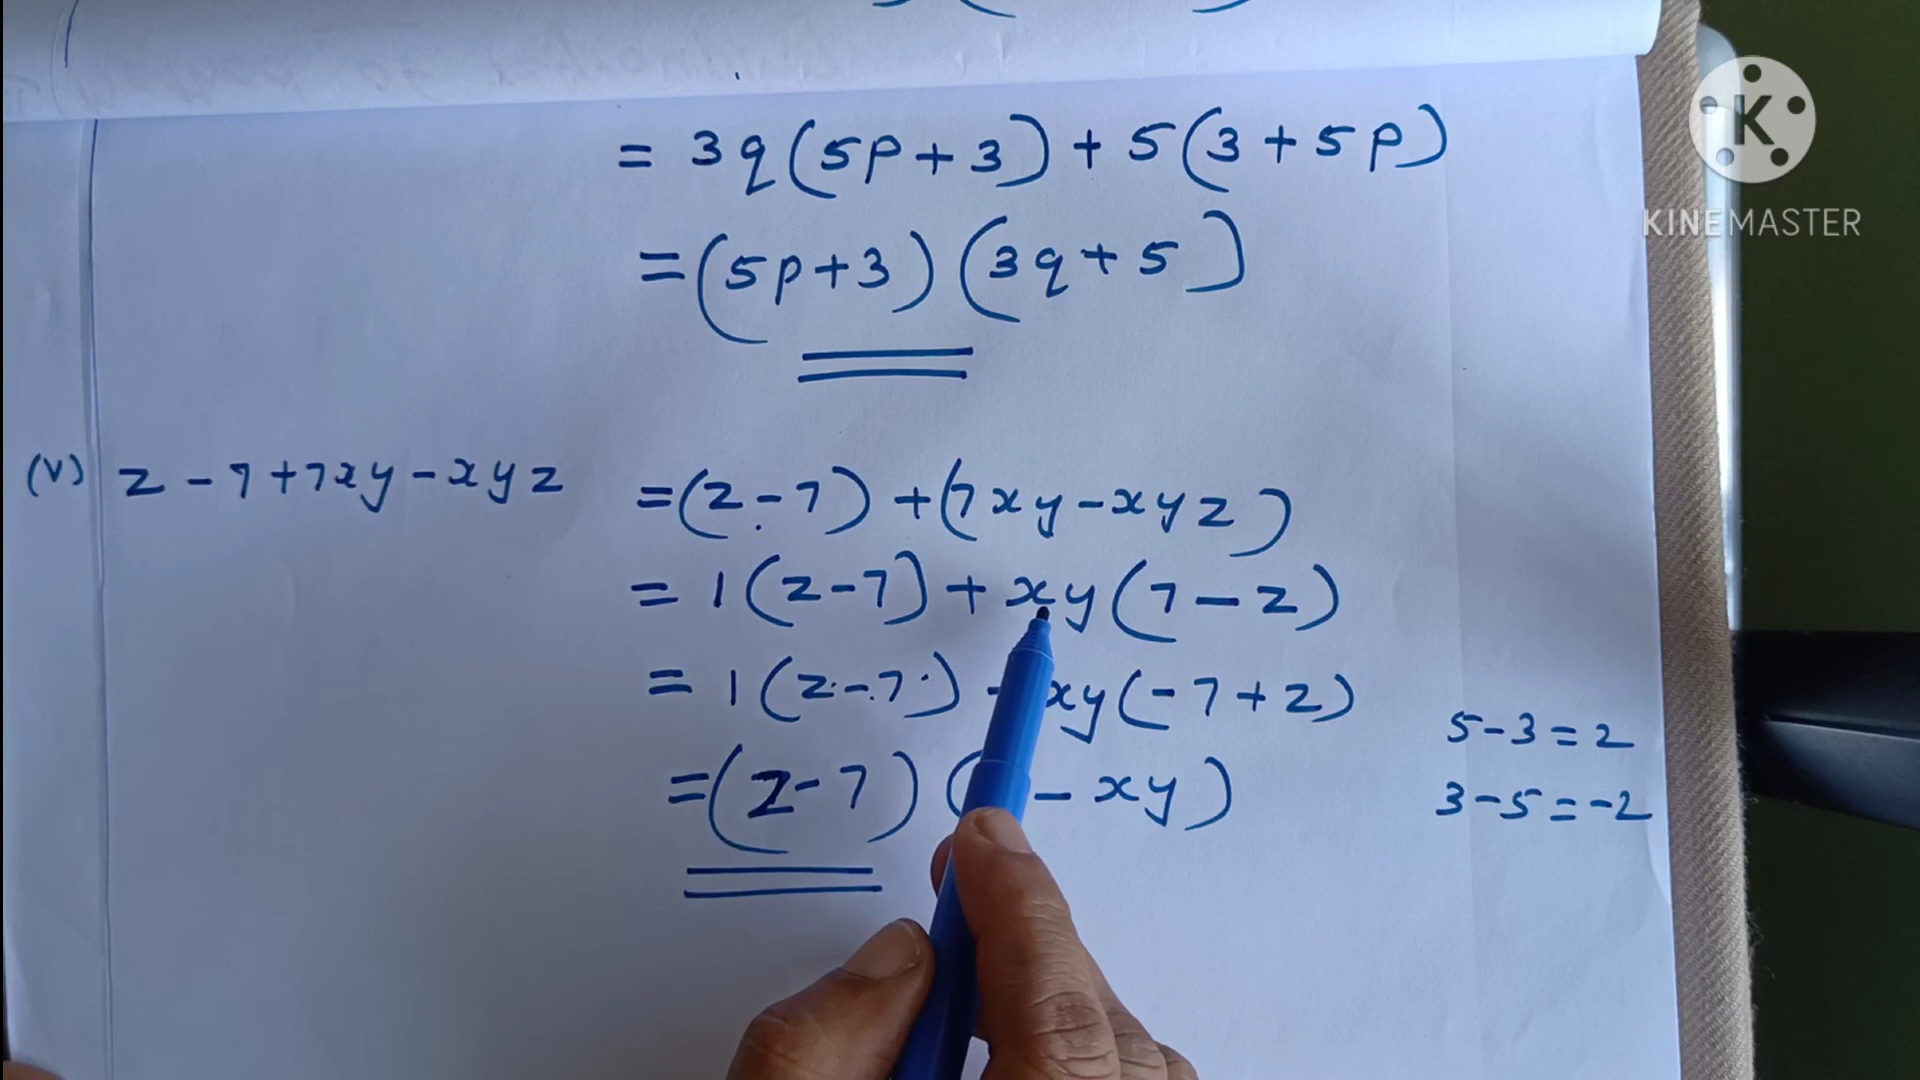 = 3q(5p+3)+5(3+5p)
=(5p+3)(3q+5)
(v) z-7+7xy-xyz =(z-7)+(7xy-xyz)
= 1(z-7)+xy(7-z)
= 1(z-7) - xy(-7+z)
=(z-7)( -xy)
5-3=2
3-5=-2
K
KINEMASTER